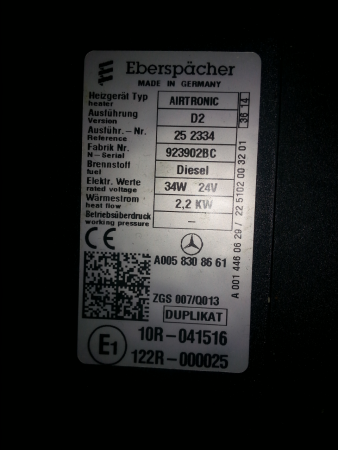 Eberspächer
MADE IN GERMANY
Heizgerät Typ AIRTRONIC
heater
Ausführung D2
Version
Ausführ.- Nr. 25 2334
Reference
Fabrik Nr 923902BC
N - Serial
Brennstoff Diesel
fuel
Elektr. Werte 34W 24V
rated voltage
Wärmestrom 2,2 KW
heat flow
Betriebsüberdruck –
working pressure
36 14
A 001 446 06 29 / 22 5102 00 3201
CE
A005 830 86 61
ZGS 007/Q013
DUPLIKAT
E1
10R-041516
122R-000025